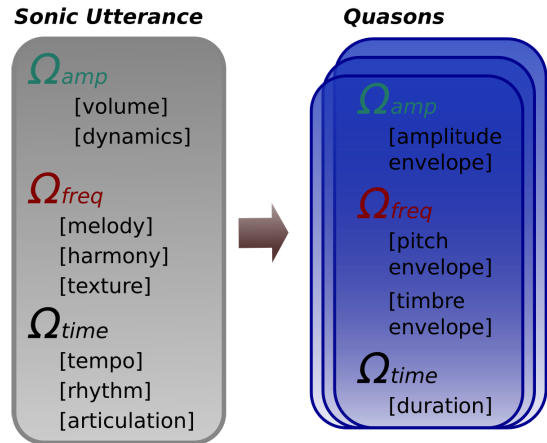 Sonic Utterance
Ωamp
[volume]
[dynamics]
Ωfreq
[melody]
[harmony]
[texture]
Ωtime
[tempo]
[rhythm]
[articulation]
Quasons
Ωamp
[amplitude
envelope]
Ωfreq
[pitch
envelope]
[timbre
envelope]
Ωtime
[duration]